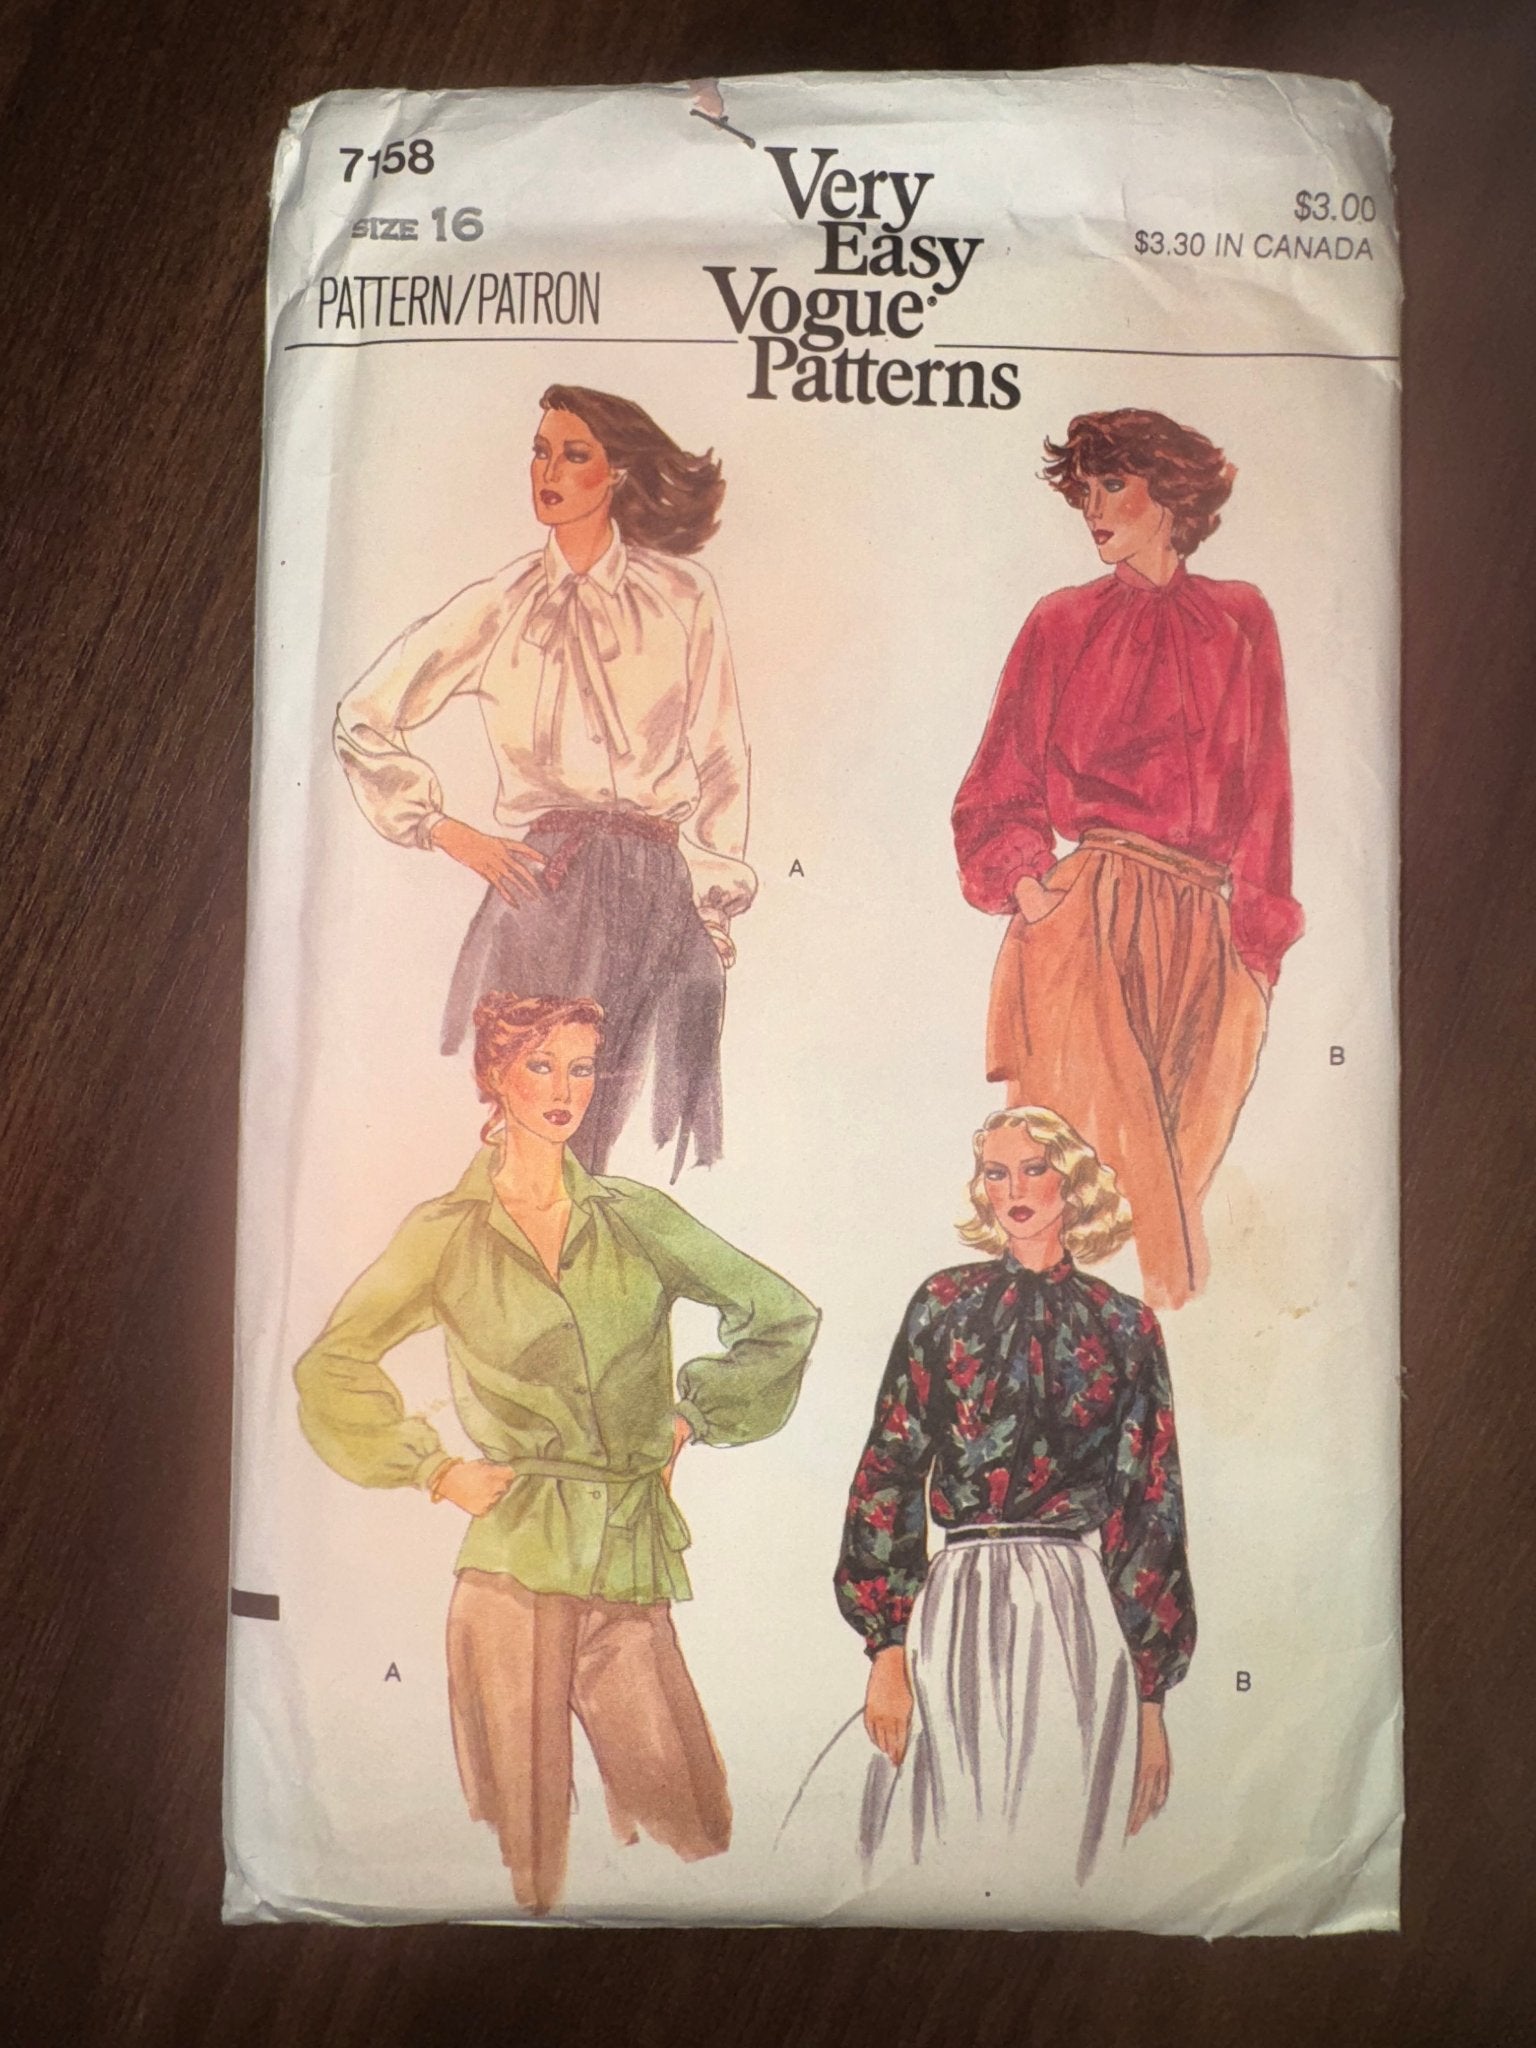 7158
SIZE 16
PATTERN/PATRON
Very
Easy
Vogue®
Patterns
$3.00
$3.30 IN CANADA
A
B
A
B